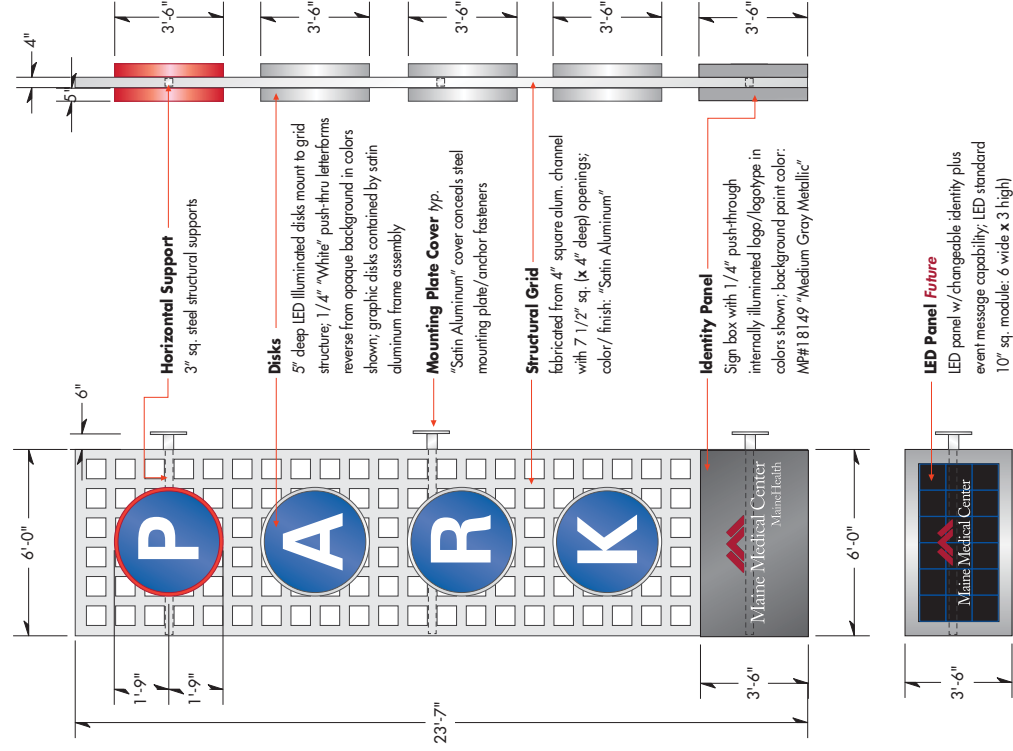 6'-0"
6"
1'-9"
1'-9"
23'-7"
P
A
R
K
Maine Medical Center
MaineHealth
3'-6"
6'-0"
Horizontal Support
3" sq. steel structural supports
Disks
5" deep LED Illuminated disks mount to grid
structure; 1/4" "White" push-thru letterforms
reverse from opaque background in colors
shown; graphic disks contained by satin
aluminum frame assembly
Mounting Plate Cover typ.
"Satin Aluminum" cover conceals steel
mounting plate/anchor fasteners
Structural Grid
fabricated from 4" square alum. channel
with 7 1/2" sq. (x 4" deep) openings;
color/ finish: "Satin Aluminum"
Identity Panel
Sign box with 1/4" push-through
internally illuminated logo/logotype in
colors shown; background paint color:
MP#18149 "Medium Gray Metallic"
5"
4"
3'-6"
3'-6"
3'-6"
3'-6"
3'-6"
3'-6"
Maine Medical Center
LED Panel Future
LED panel w/changeable identity plus
event message capability; LED standard
10" sq. module: 6 wide x 3 high)